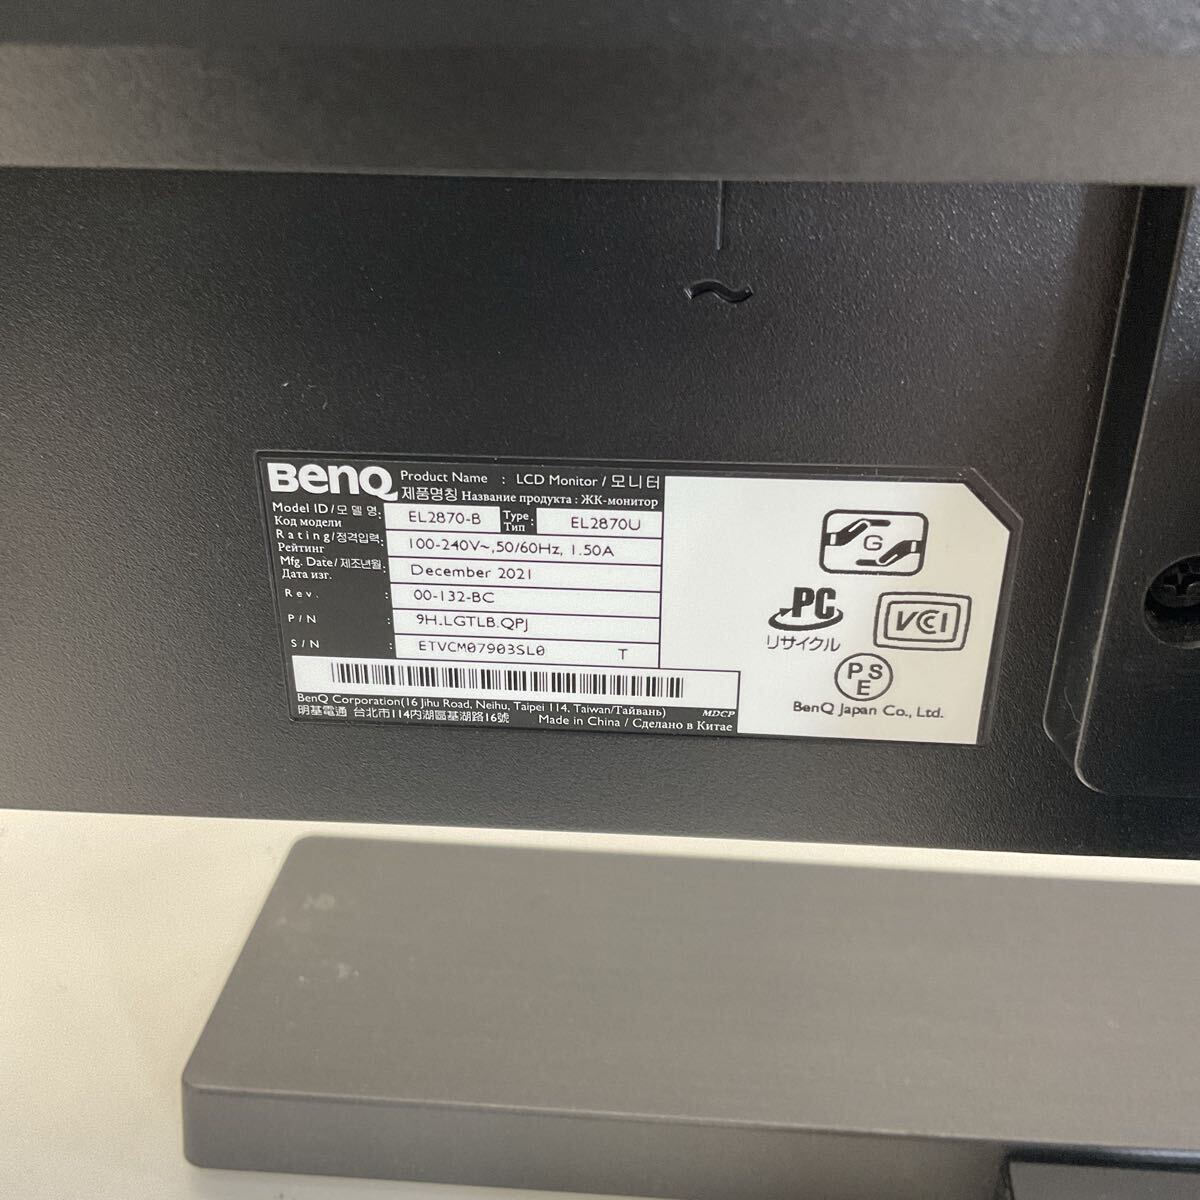 ~
BenQ
Product Name : LCD Monitor / 모니터
제품명칭 Название продукта : ЖК-монитор
Model ID / 모델명 : EL2870-B Type : EL2870U
Код модели Тип
Rating / 정격입력 : 100-240V~, 50/60Hz, 1.50A
Рейтинг
Mfg. Date / 제조년월 : December 2021
Дата изг.
Rev. : 00-132-BC
P/N : 9H.LGTLB.QPJ
S/N : ETVCM07903SL0 T
BenQ Corporation(16 Jihu Road, Neihu, Taipei 114, Taiwan/Тайвань)
明基電通 台北市114內湖區基湖路16號 Made in China / Сделано в Китае
MDCP
G
PC
リサイクル
VCCI
PSE
BenQ Japan Co., Ltd.